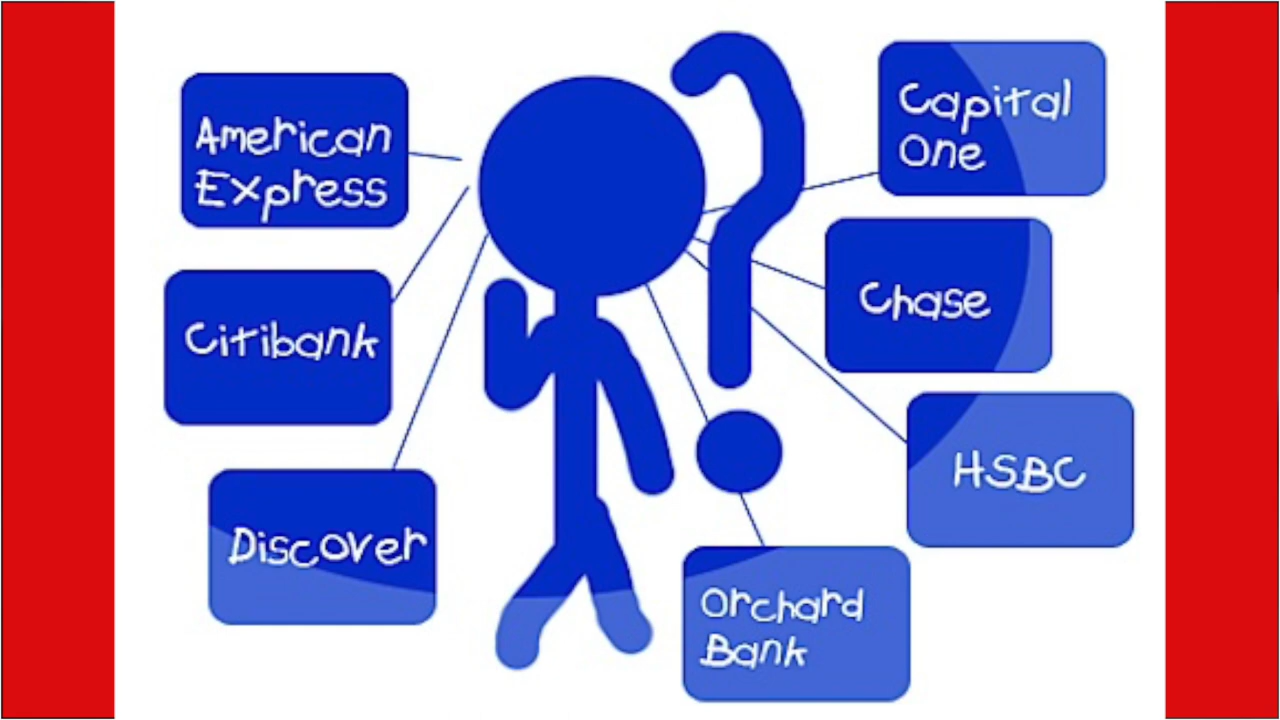 American
Express
Citibank
Discover
Capital
One
Chase
HSBC
Orchard
Bank